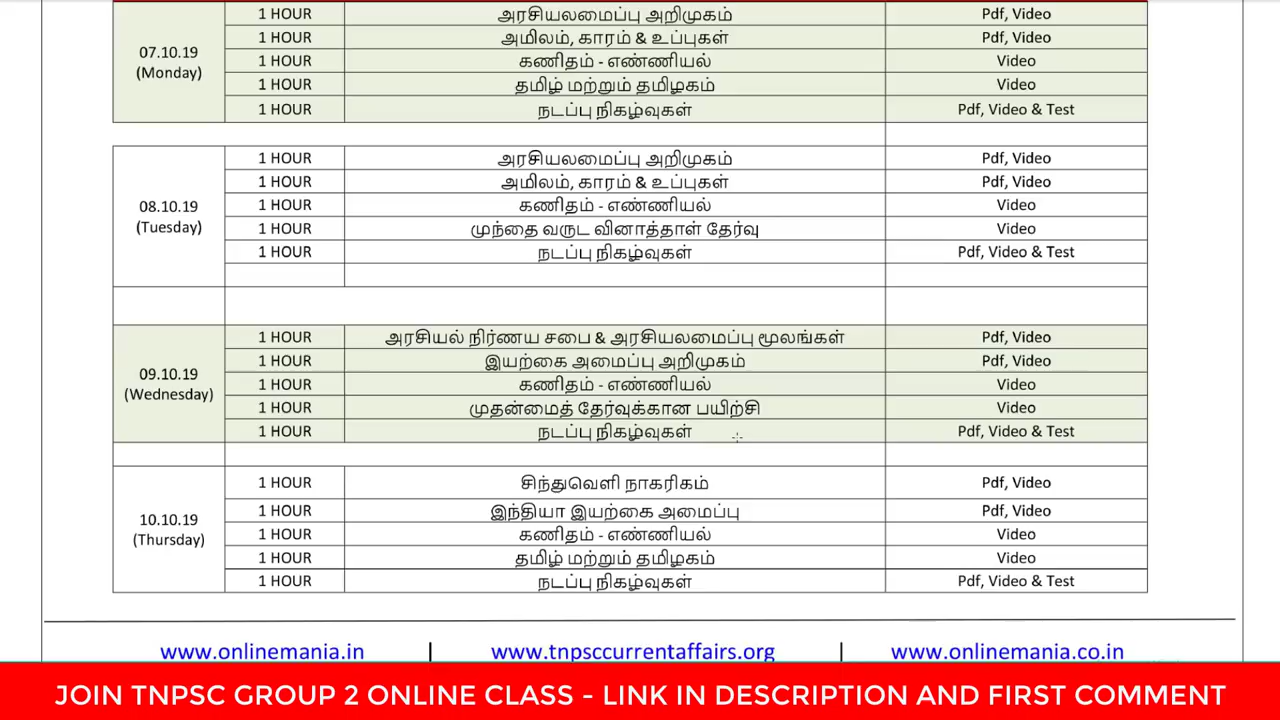 1 HOUR அரசியலமைப்பு அறிமுகம் Pdf, Video
1 HOUR அமிலம், காரம் & உப்புகள் Pdf, Video
07.10.19
(Monday)
1 HOUR கணிதம் - எண்ணியல் Video
1 HOUR தமிழ் மற்றும் தமிழகம் Video
1 HOUR நடப்பு நிகழ்வுகள் Pdf, Video & Test
1 HOUR அரசியலமைப்பு அறிமுகம் Pdf, Video
1 HOUR அமிலம், காரம் & உப்புகள் Pdf, Video
08.10.19
(Tuesday)
1 HOUR கணிதம் - எண்ணியல் Video
1 HOUR முந்தை வருட வினாத்தாள் தேர்வு Video
1 HOUR நடப்பு நிகழ்வுகள் Pdf, Video & Test
1 HOUR அரசியல் நிர்ணய சபை & அரசியலமைப்பு மூலங்கள் Pdf, Video
1 HOUR இயற்கை அமைப்பு அறிமுகம் Pdf, Video
09.10.19
(Wednesday)
1 HOUR கணிதம் - எண்ணியல் Video
1 HOUR முதன்மைத் தேர்வுக்கான பயிற்சி Video
1 HOUR நடப்பு நிகழ்வுகள் Pdf, Video & Test
1 HOUR சிந்துவெளி நாகரிகம் Pdf, Video
1 HOUR இந்தியா இயற்கை அமைப்பு Pdf, Video
10.10.19
(Thursday)
1 HOUR கணிதம் - எண்ணியல் Video
1 HOUR தமிழ் மற்றும் தமிழகம் Video
1 HOUR நடப்பு நிகழ்வுகள் Pdf, Video & Test
www.onlinemania.in | www.tnpsccurrentaffairs.org | www.onlinemania.co.in
JOIN TNPSC GROUP 2 ONLINE CLASS - LINK IN DESCRIPTION AND FIRST COMMENT